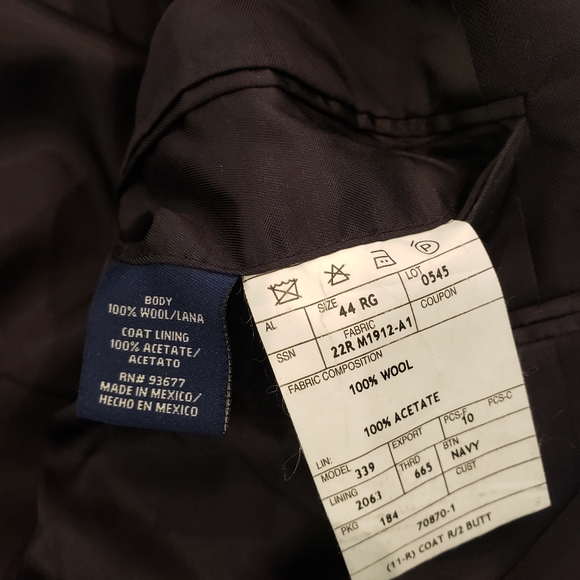 BODY
100% WOOL/LANA
COAT LINING
100% ACETATE/
ACETATO
RN# 93677
MADE IN MEXICO/
HECHO EN MEXICO
P
AL SIZE 44 RG LOT 0545
SSN FABRIC 22R M1912-A1 COUPON
FABRIC COMPOSITION
100% WOOL
100% ACETATE
LIN: EXPORT PCS-F 10 PCS-C
MODEL 339 THRD 665 BTN NAVY
LINING 2063 CUST
PKG 184 70870-1
(11-R) COAT R/2 BUTT